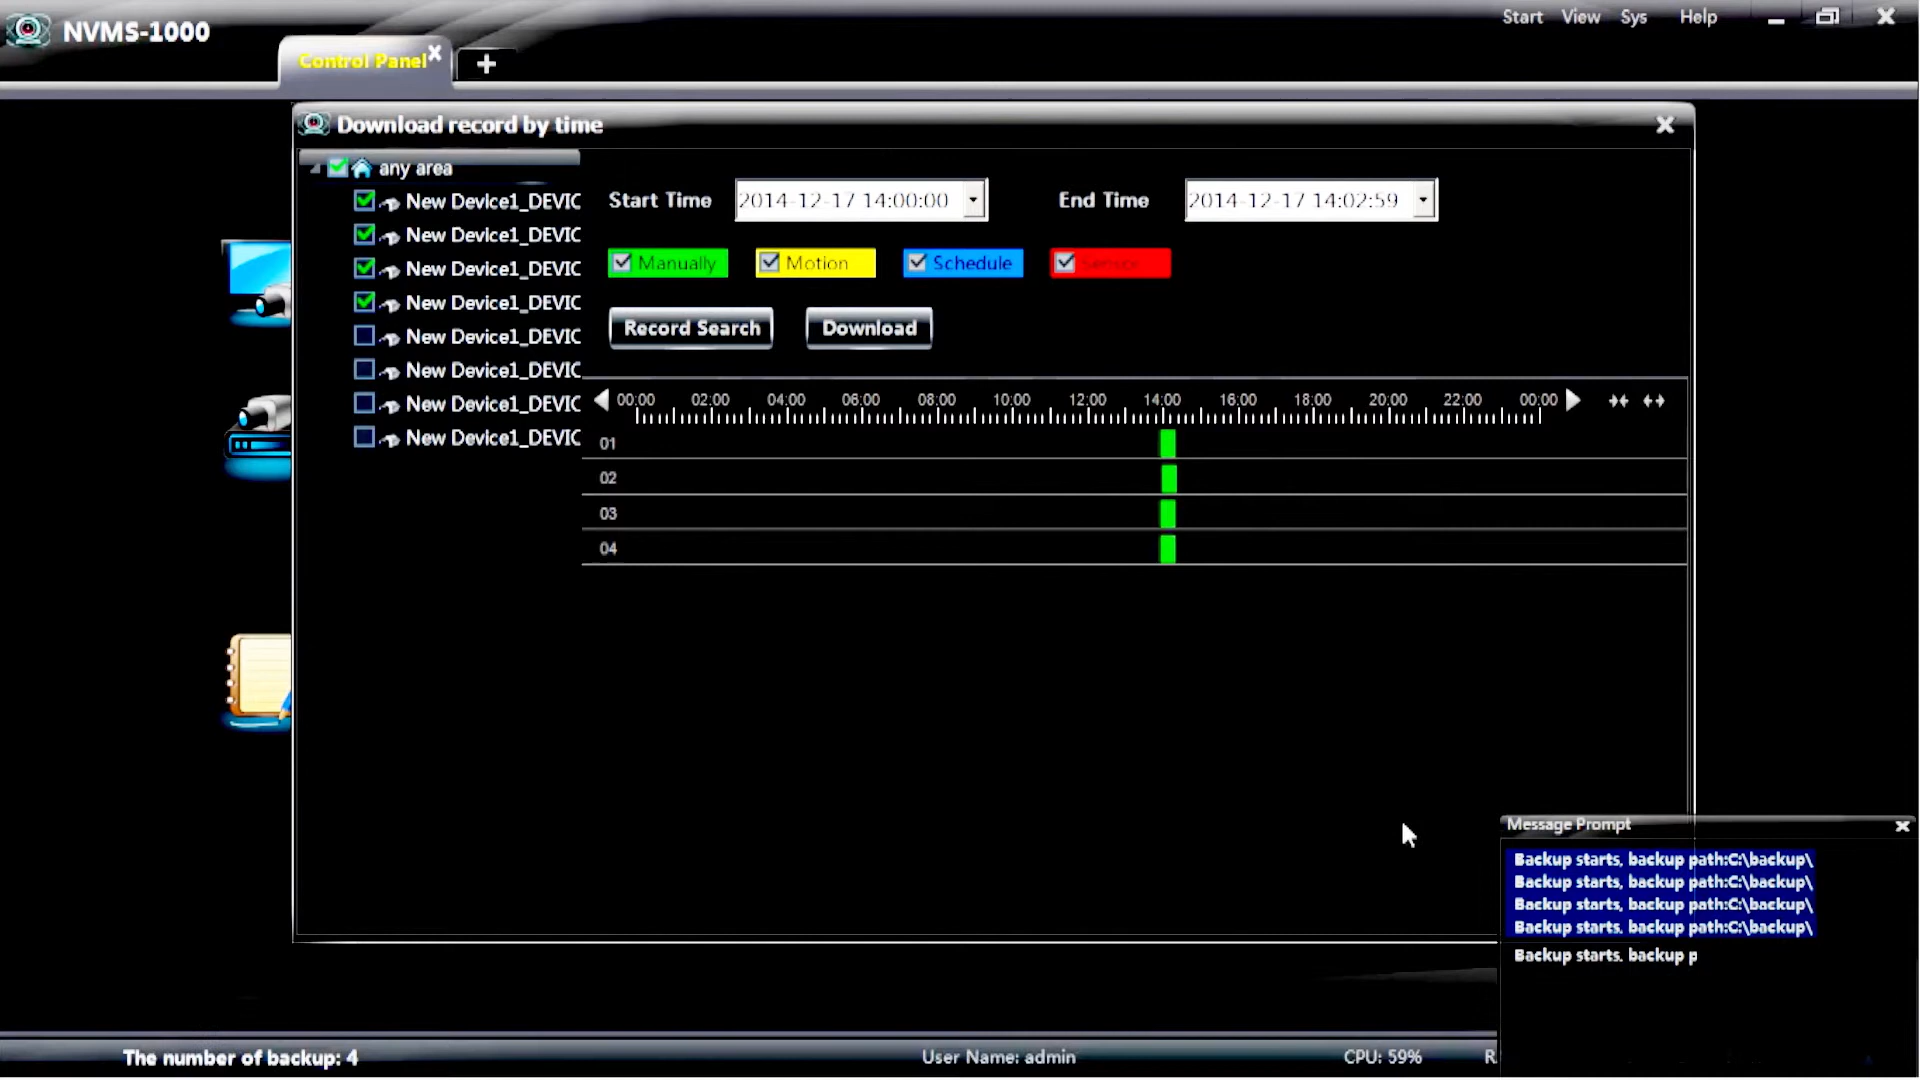 NVMS-1000
Start View Sys Help
Control Panel
Download record by time
any area
New Device1_DEVIC
New Device1_DEVIC
New Device1_DEVIC
New Device1_DEVIC
New Device1_DEVIC
New Device1_DEVIC
New Device1_DEVIC
New Device1_DEVIC
Start Time 2014-12-17 14:00:00 End Time 2014-12-17 14:02:59
Manually Motion Schedule Sensor
Record Search Download
00:00 02:00 04:00 06:00 08:00 10:00 12:00 14:00 16:00 18:00 20:00 22:00 00:00
01
02
03
04
Message Prompt
Backup starts, backup path:C:\backup\
Backup starts, backup path:C:\backup\
Backup starts, backup path:C:\backup\
Backup starts, backup path:C:\backup\
Backup starts. backup p
The number of backup: 4 User Name: admin CPU: 59% R